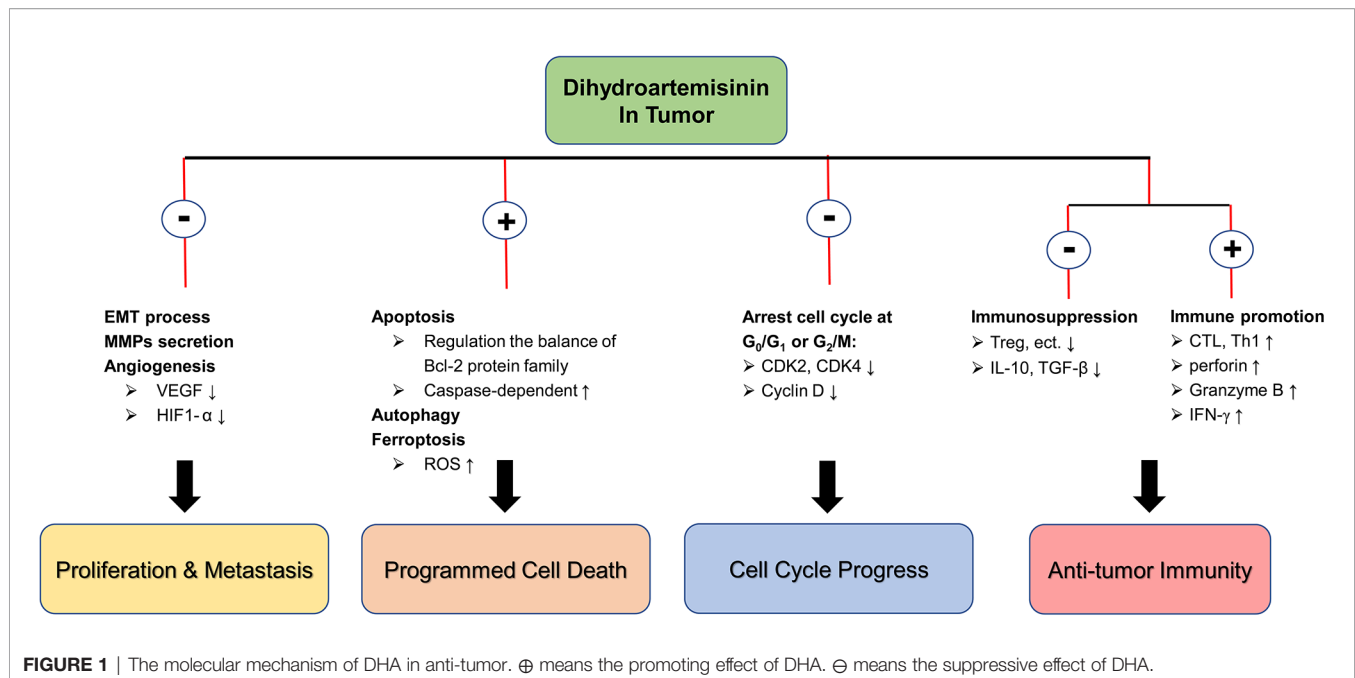 Dihydroartemisinin
In Tumor
-
+
-
-
+
EMT process
MMPs secretion
Angiogenesis
➢ VEGF ↓
➢ HIF1- α ↓
Apoptosis
➢ Regulation the balance of
Bcl-2 protein family
➢ Caspase-dependent ↑
Autophagy
Ferroptosis
➢ ROS ↑
Arrest cell cycle at
G₀/G₁ or G₂/M:
➢ CDK2, CDK4 ↓
➢ Cyclin D ↓
Immunosuppression
➢ Treg, ect. ↓
➢ IL-10, TGF-β ↓
Immune promotion
➢ CTL, Th1 ↑
➢ perforin ↑
➢ Granzyme B ↑
➢ IFN-γ ↑
Proliferation & Metastasis
Programmed Cell Death
Cell Cycle Progress
Anti-tumor Immunity
FIGURE 1 | The molecular mechanism of DHA in anti-tumor. ⊕ means the promoting effect of DHA. ⊖ means the suppressive effect of DHA.